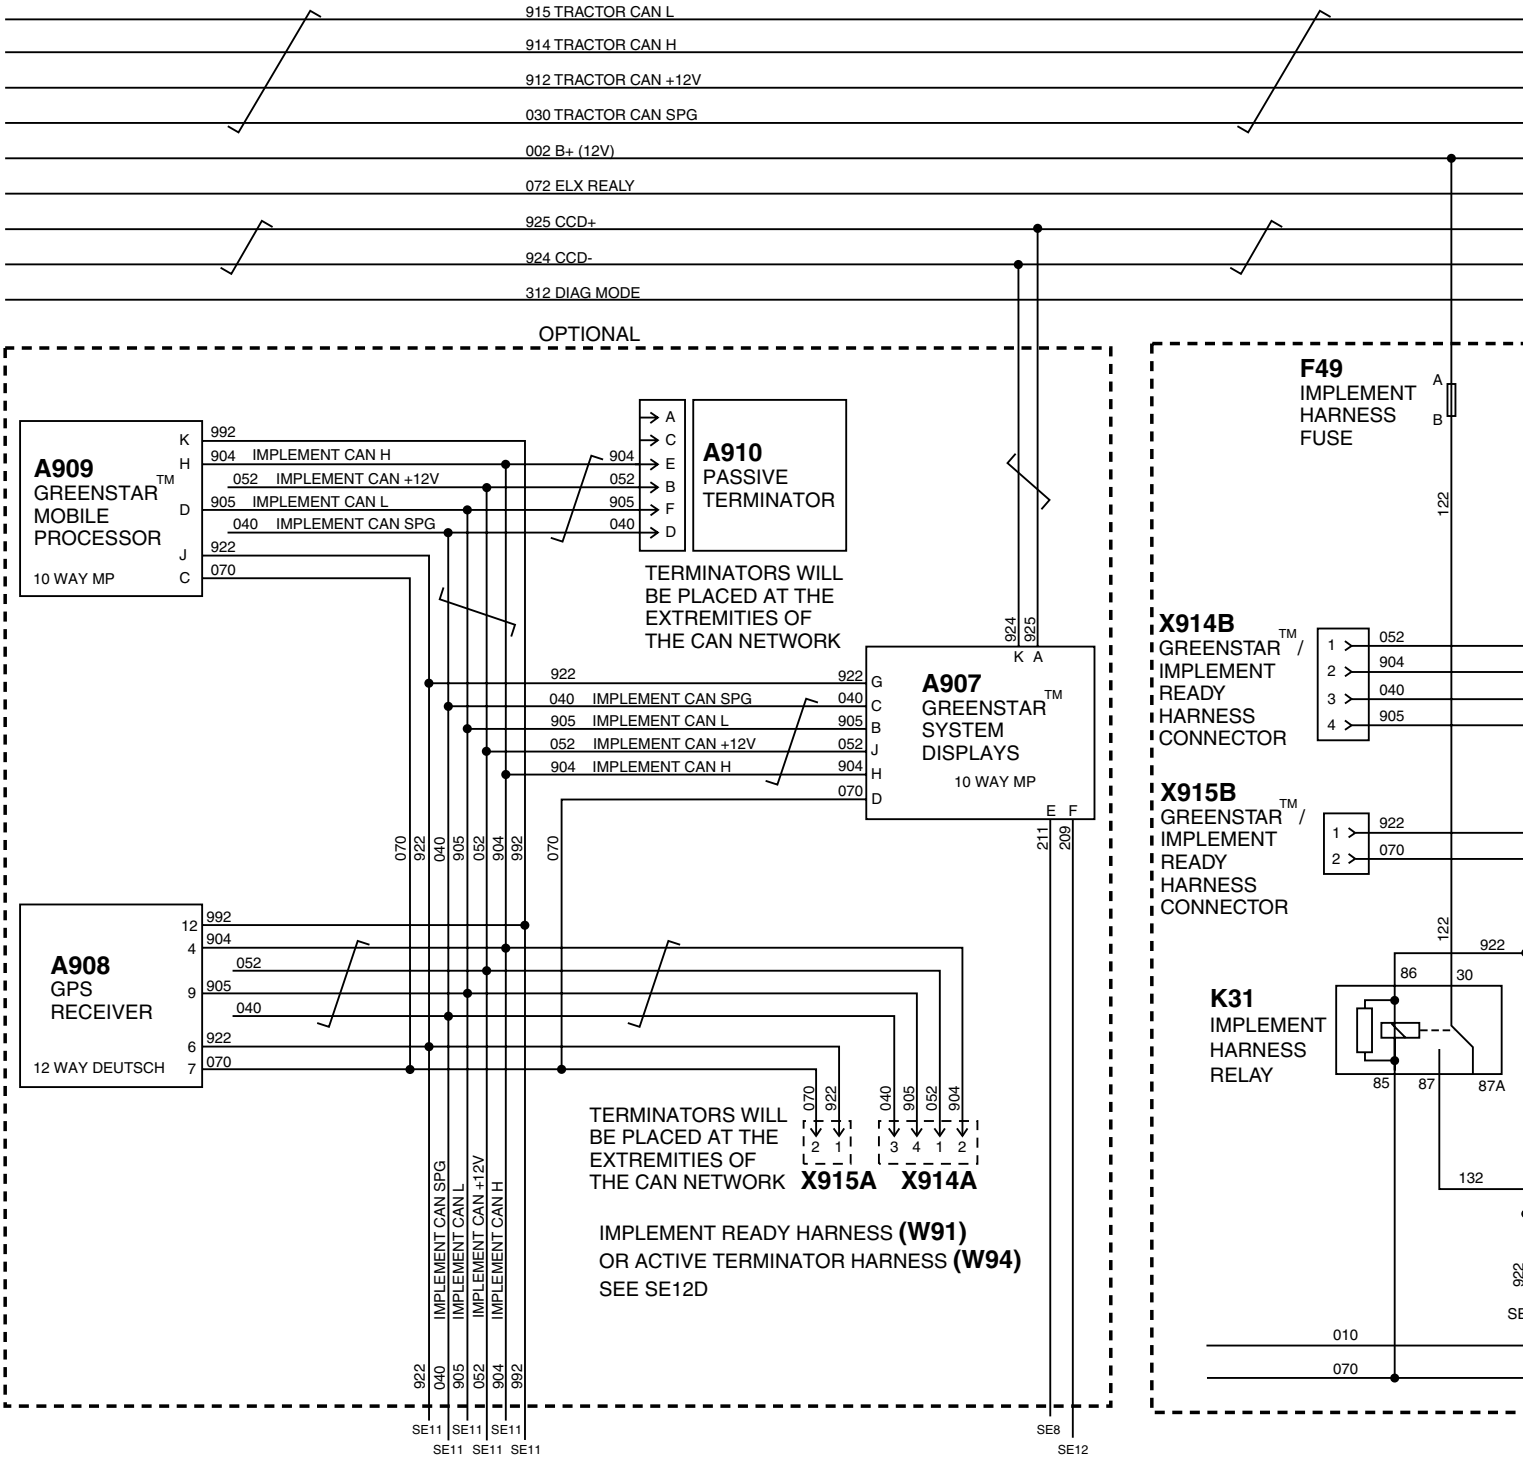 915 TRACTOR CAN L
914 TRACTOR CAN H
912 TRACTOR CAN +12V
030 TRACTOR CAN SPG
002 B+ (12V)
072 ELX REALY
925 CCD+
924 CCD-
312 DIAG MODE
OPTIONAL
A909
GREENSTAR™
MOBILE
PROCESSOR
10 WAY MP
K 992
H 904 IMPLEMENT CAN H
052 IMPLEMENT CAN +12V
D 905 IMPLEMENT CAN L
040 IMPLEMENT CAN SPG
J 922
C 070
A
C
904 E
052 B
905 F
040 D
A910
PASSIVE
TERMINATOR
TERMINATORS WILL
BE PLACED AT THE
EXTREMITIES OF
THE CAN NETWORK
924 925
K A
922 922 G
040 IMPLEMENT CAN SPG 040 C
905 IMPLEMENT CAN L 905 B
052 IMPLEMENT CAN +12V 052 J
904 IMPLEMENT CAN H 904 H
070 D
A907
GREENSTAR™
SYSTEM
DISPLAYS
10 WAY MP
E F
211 209
070 922 040 905 052 904 992 070
A908
GPS
RECEIVER
12 WAY DEUTSCH
12 992
4 904
052
9 905
040
6 922
7 070
TERMINATORS WILL
BE PLACED AT THE
EXTREMITIES OF
THE CAN NETWORK
070 922 040 905 052 904
2 1 3 4 1 2
X915A X914A
IMPLEMENT CAN SPG
IMPLEMENT CAN L
IMPLEMENT CAN +12V
IMPLEMENT CAN H
IMPLEMENT READY HARNESS (W91)
OR ACTIVE TERMINATOR HARNESS (W94)
SEE SE12D
922 040 905 052 904 992
SE11 SE11 SE11
SE11 SE11 SE11
SE8
SE12
F49
IMPLEMENT
HARNESS
FUSE
A
B
122
X914B
GREENSTAR™/
IMPLEMENT
READY
HARNESS
CONNECTOR
1 052
2 904
3 040
4 905
X915B
GREENSTAR™/
IMPLEMENT
READY
HARNESS
CONNECTOR
1 922
2 070
122
922
86 30
K31
IMPLEMENT
HARNESS
RELAY
85 87 87A
132
922
SE
010
070